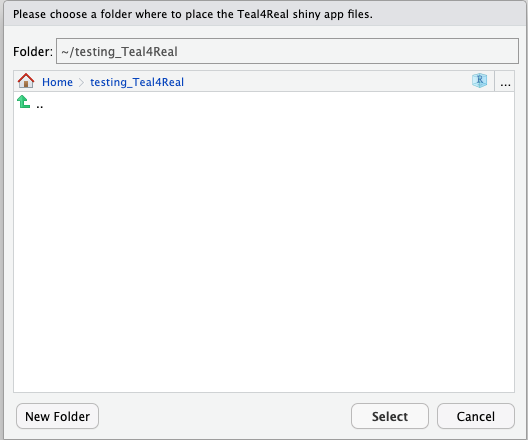 Please choose a folder where to place the Teal4Real shiny app files.
Folder: ~/testing_Teal4Real
Home testing_Teal4Real R ...
..
New Folder Select Cancel